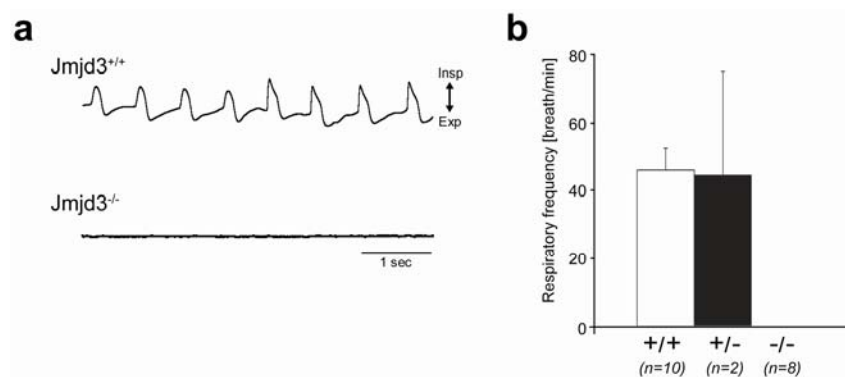 a
Jmjd3+/+
Insp
Exp
Jmjd3-/-
1 sec
b
Respiratory frequency [breath/min]
80
60
40
20
0
+/+ +/- -/-
(n=10) (n=2) (n=8)